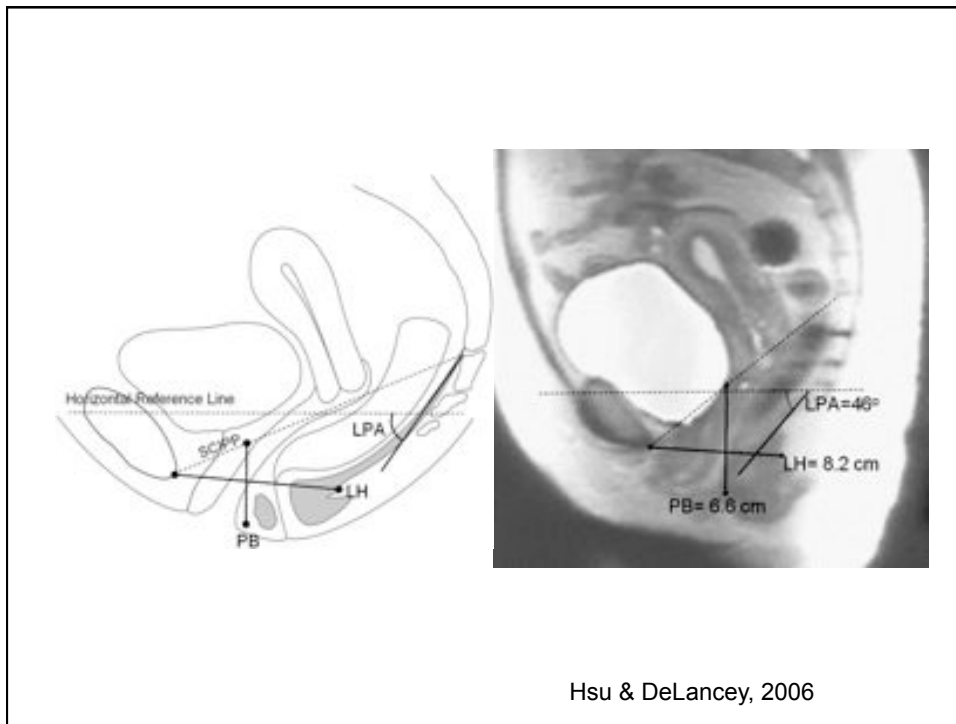 Horizontal Reference Line
SCIPP
LPA
LH
PB
LPA=46°
LH= 8.2 cm
PB= 6.6 cm
Hsu & DeLancey, 2006